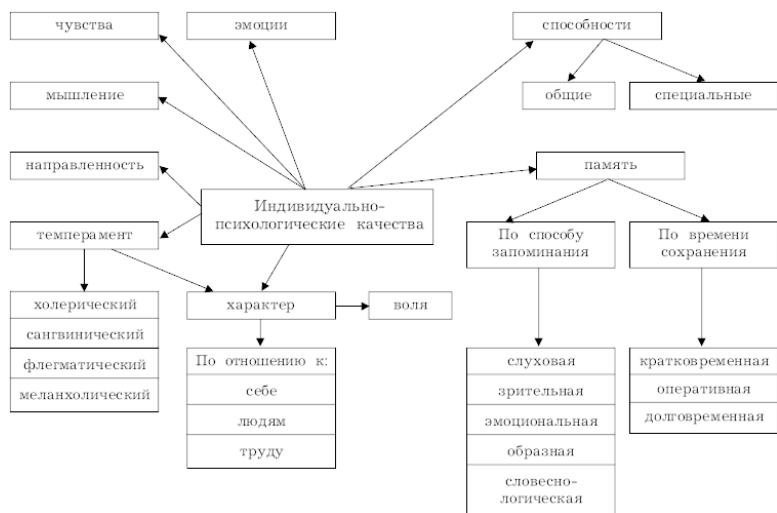 чувства
эмоции
способности
мышление
общие
специальные
направленность
память
Индивидуально-
психологические качества
темперамент
По способу
запоминания
По времени
сохранения
холерический
сангвинический
флегматический
меланхолический
характер
воля
По отношению к:
себе
людям
труду
слуховая
зрительная
эмоциональная
образная
словесно-
логическая
кратковременная
оперативная
долговременная